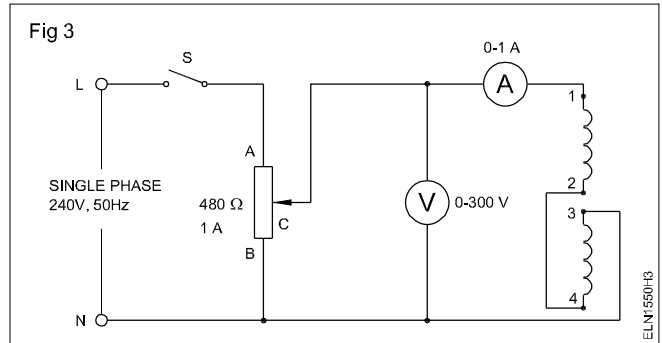 Fig 3
S
0-1 A
L
A
1
A
SINGLE PHASE
240V, 50Hz
480 Ω
1 A
C
V
0-300 V
2
3
B
4
N
ELN1550H3